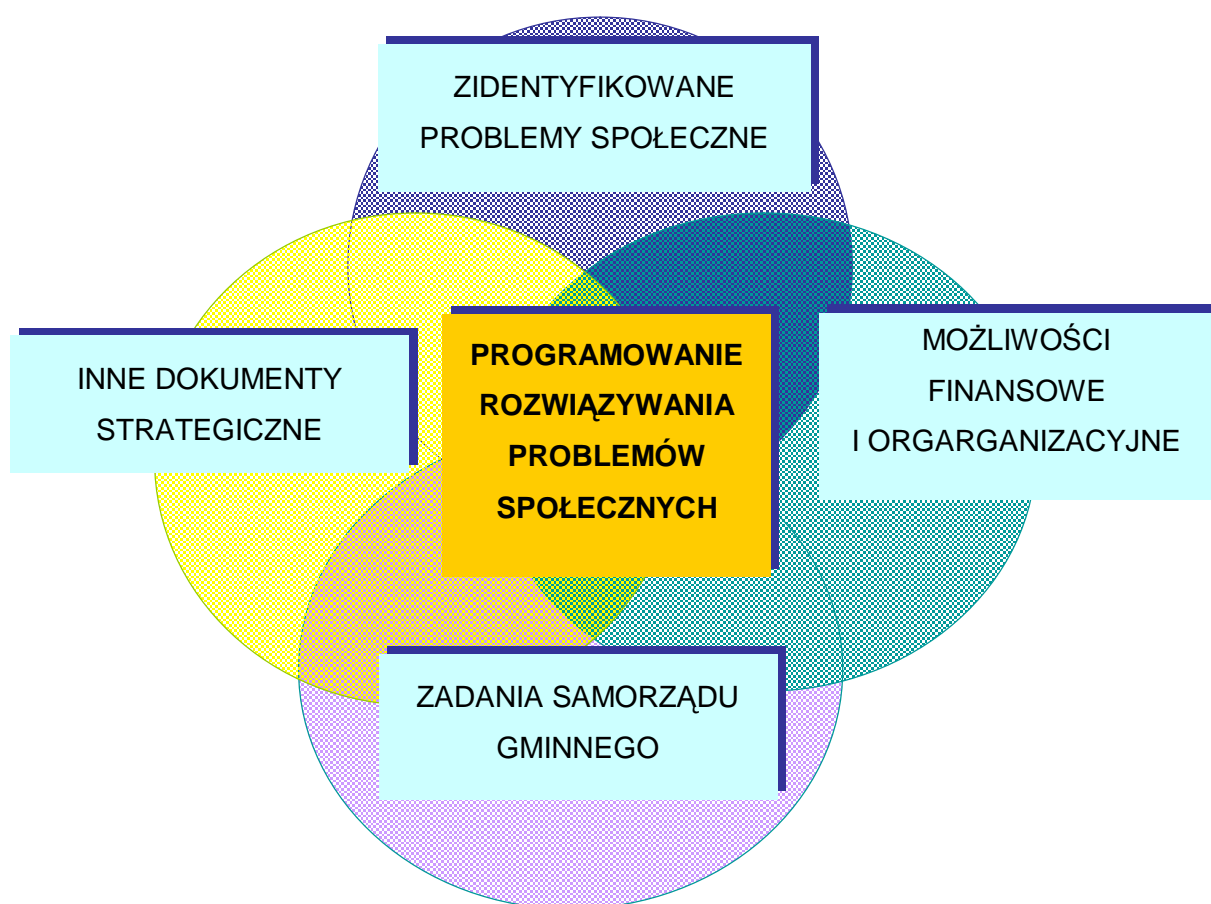 ZIDENTYFIKOWANE
PROBLEMY SPOŁECZNE
INNE DOKUMENTY
STRATEGICZNE
PROGRAMOWANIE
ROZWIĄZYWANIA
PROBLEMÓW
SPOŁECZNYCH
MOŻLIWOŚCI
FINANSOWE
I ORGARGANIZACYJNE
ZADANIA SAMORZĄDU
GMINNEGO